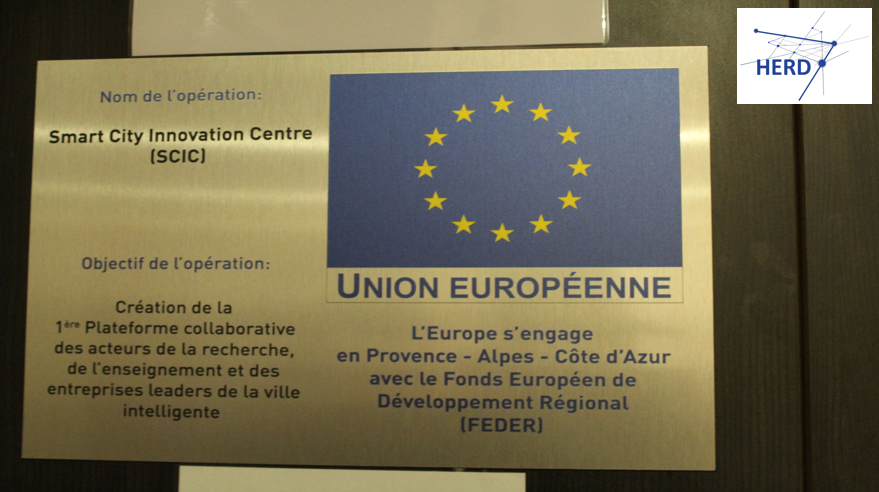 HERD
Nom de l'opération:
Smart City Innovation Centre
(SCIC)
Objectif de l'opération:
Création de la
1ère Plateforme collaborative
des acteurs de la recherche,
de l'enseignement et des
entreprises leaders de la ville
intelligente
UNION EUROPÉENNE
L'Europe s'engage
en Provence - Alpes - Côte d'Azur
avec le Fonds Européen de
Développement Régional
(FEDER)